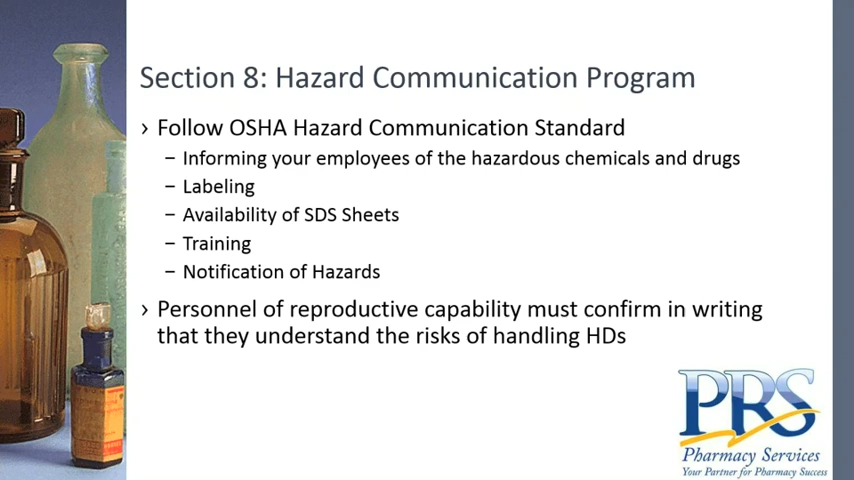 Section 8: Hazard Communication Program
› Follow OSHA Hazard Communication Standard
– Informing your employees of the hazardous chemicals and drugs
– Labeling
– Availability of SDS Sheets
– Training
– Notification of Hazards
› Personnel of reproductive capability must confirm in writing
that they understand the risks of handling HDs
PRS
Pharmacy Services
Your Partner for Pharmacy Success